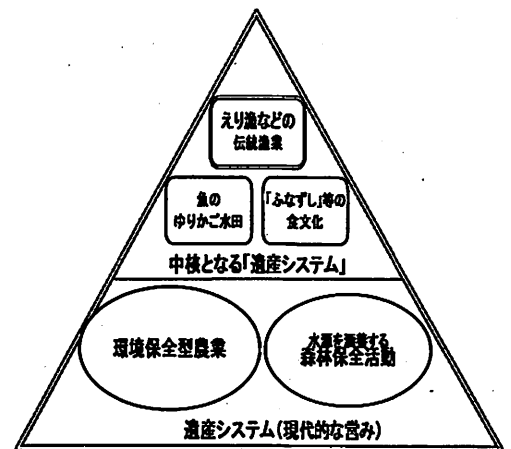 えり漁などの
伝統漁業
魚の
ゆりかご水田
「ふなずし」等の
食文化
中核となる「遺産システム」
環境保全型農業
水源を涵養する
森林保全活動
遺産システム(現代的な営み)